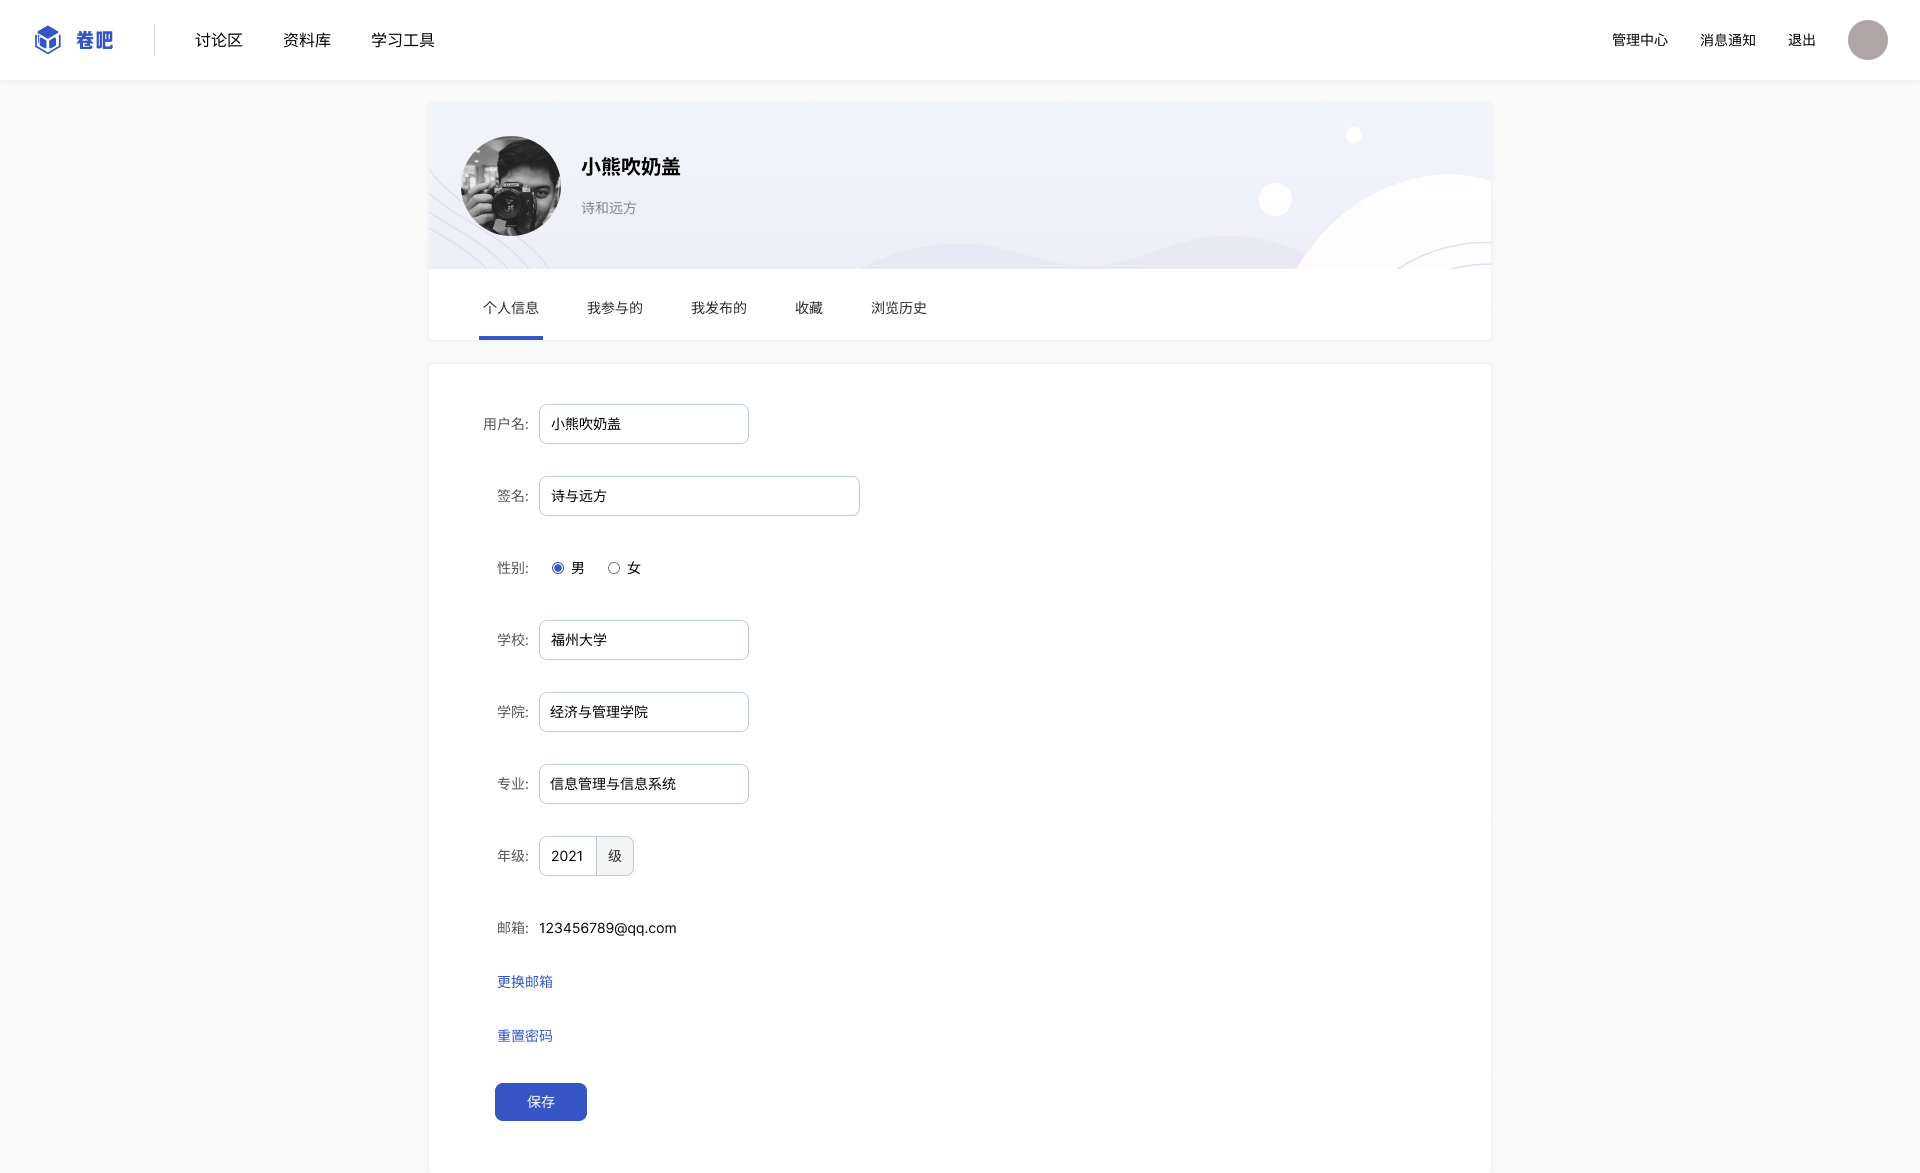 卷吧
讨论区 资料库 学习工具 管理中心 消息通知 退出
小熊吹奶盖
诗和远方
个人信息 我参与的 我发布的 收藏 浏览历史
用户名: 小熊吹奶盖
签名: 诗与远方
性别: 男 女
学校: 福州大学
学院: 经济与管理学院
专业: 信息管理与信息系统
年级: 2021 级
邮箱: 123456789@qq.com
更换邮箱
重置密码
保存